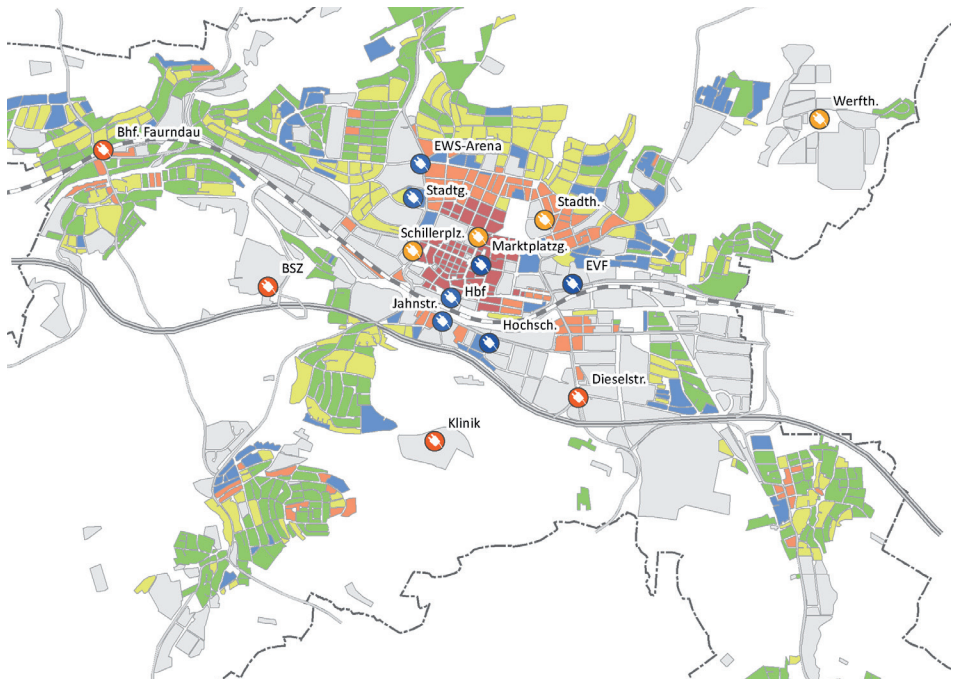 Werfth.
Bhf. Faurndau
EWS-Arena
Stadtg.
Stadth.
Schillerplz.
Marktplatzg.
EVF
BSZ
Hbf
Jahnstr.
Hochsch.
Dieselstr.
Klinik